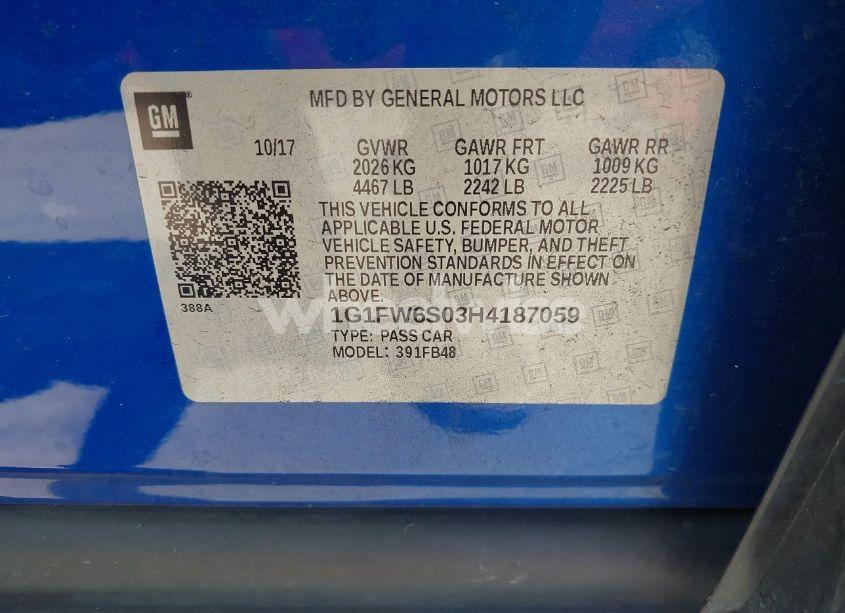 GM
MFD BY GENERAL MOTORS LLC
10/17 GVWR GAWR FRT GAWR RR
2026 KG 1017 KG 1009 KG
4467 LB 2242 LB 2225 LB
THIS VEHICLE CONFORMS TO ALL
APPLICABLE U.S. FEDERAL MOTOR
VEHICLE SAFETY, BUMPER, AND THEFT
PREVENTION STANDARDS IN EFFECT ON
THE DATE OF MANUFACTURE SHOWN
ABOVE.
388A
1G1FW6S03H4187059
TYPE: PASS CAR
MODEL: 391FB48